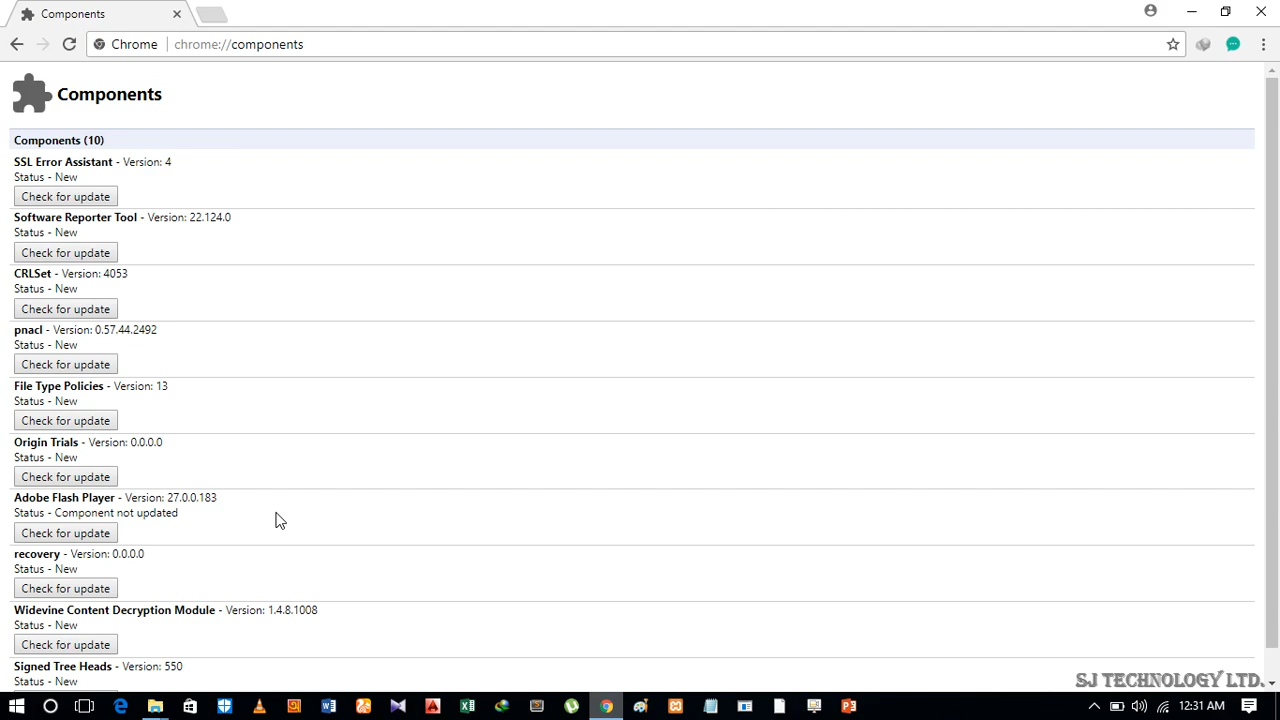 Components
Chrome chrome://components
Components
Components (10)
SSL Error Assistant - Version: 4
Status - New
Check for update
Software Reporter Tool - Version: 22.124.0
Status - New
Check for update
CRLSet - Version: 4053
Status - New
Check for update
pnacl - Version: 0.57.44.2492
Status - New
Check for update
File Type Policies - Version: 13
Status - New
Check for update
Origin Trials - Version: 0.0.0.0
Status - New
Check for update
Adobe Flash Player - Version: 27.0.0.183
Status - Component not updated
Check for update
recovery - Version: 0.0.0.0
Status - New
Check for update
Widevine Content Decryption Module - Version: 1.4.8.1008
Status - New
Check for update
Signed Tree Heads - Version: 550
Status - New
SJ TECHNOLOGY LTD.
12:31 AM